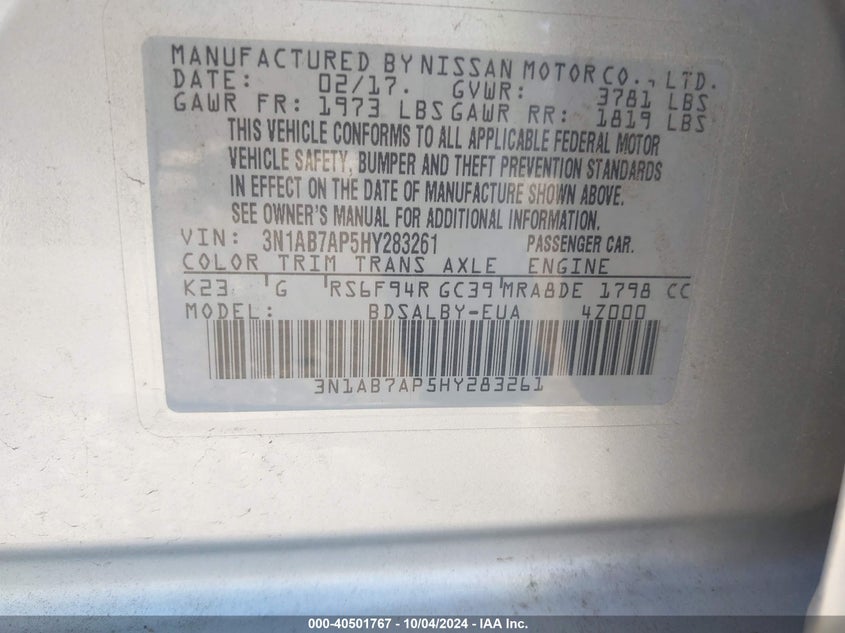 MANUFACTURED BY NISSAN MOTOR CO., LTD.
DATE: 02/17. GVWR: 3781 LBS
GAWR FR: 1973 LBS GAWR RR: 1819 LBS
THIS VEHICLE CONFORMS TO ALL APPLICABLE FEDERAL MOTOR
VEHICLE SAFETY, BUMPER AND THEFT PREVENTION STANDARDS
IN EFFECT ON THE DATE OF MANUFACTURE SHOWN ABOVE.
SEE OWNER'S MANUAL FOR ADDITIONAL INFORMATION.
VIN: 3N1AB7AP5HY283261 PASSENGER CAR.
COLOR TRIM TRANS AXLE ENGINE
K23 ' G ' RS6F94R GC39 ' MRA8DE 1798 CC
MODEL: BDSALBY-EUA 4Z000
3N1AB7AP5HY283261
000-40501767 - 10/04/2024 - IAA Inc.